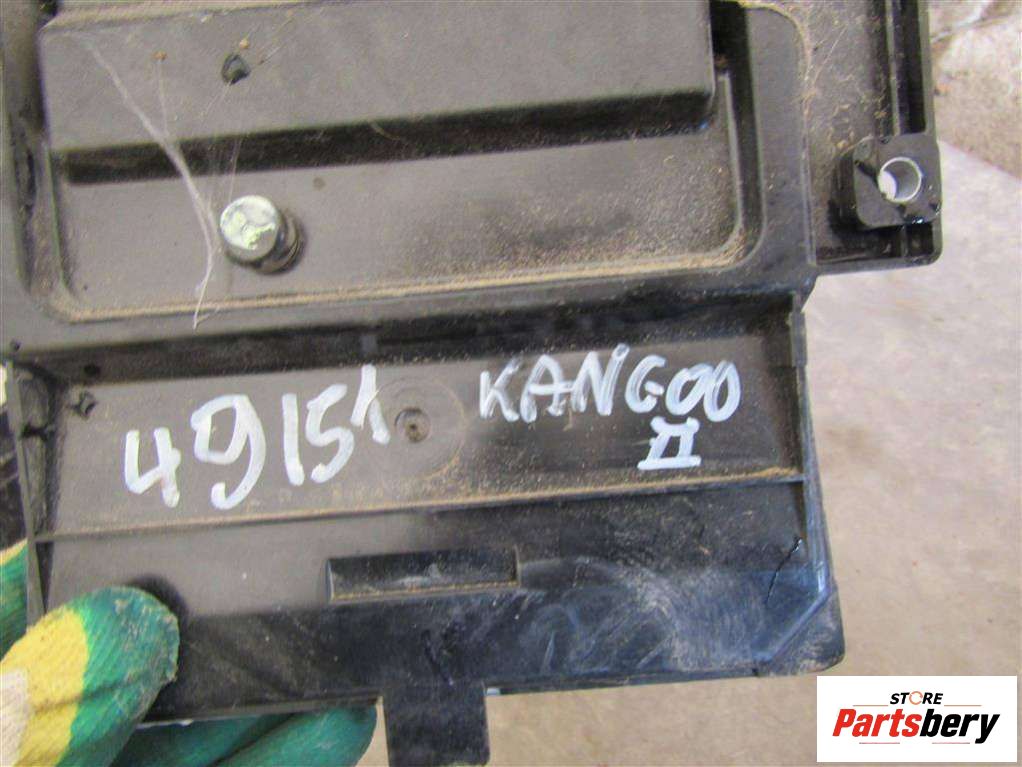 49151 KANGOO
II
STORE
Partsbery